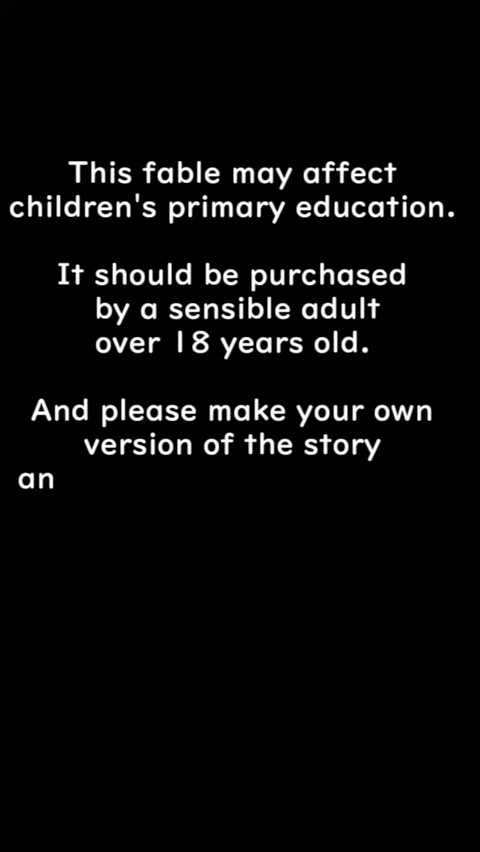 This fable may affect
children's primary education.
It should be purchased
by a sensible adult
over 18 years old.
And please make your own
version of the story
an